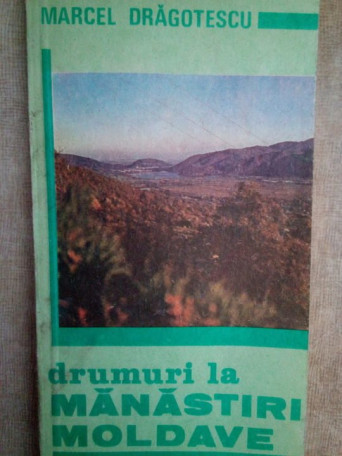 MARCEL DRĂGOTESCU
drumuri la
MĂNĂSTIRI
MOLDAVE